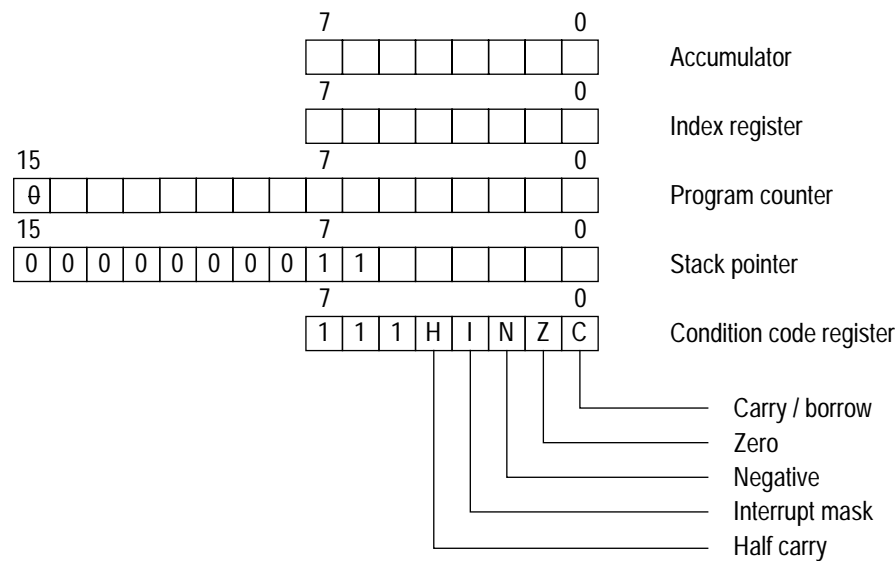 7 0
Accumulator
7 0
Index register
15 7 0
0 Program counter
15 7 0
0 0 0 0 0 0 0 0 1 1 Stack pointer
7 0
1 1 1 H I N Z C Condition code register
Carry / borrow
Zero
Negative
Interrupt mask
Half carry